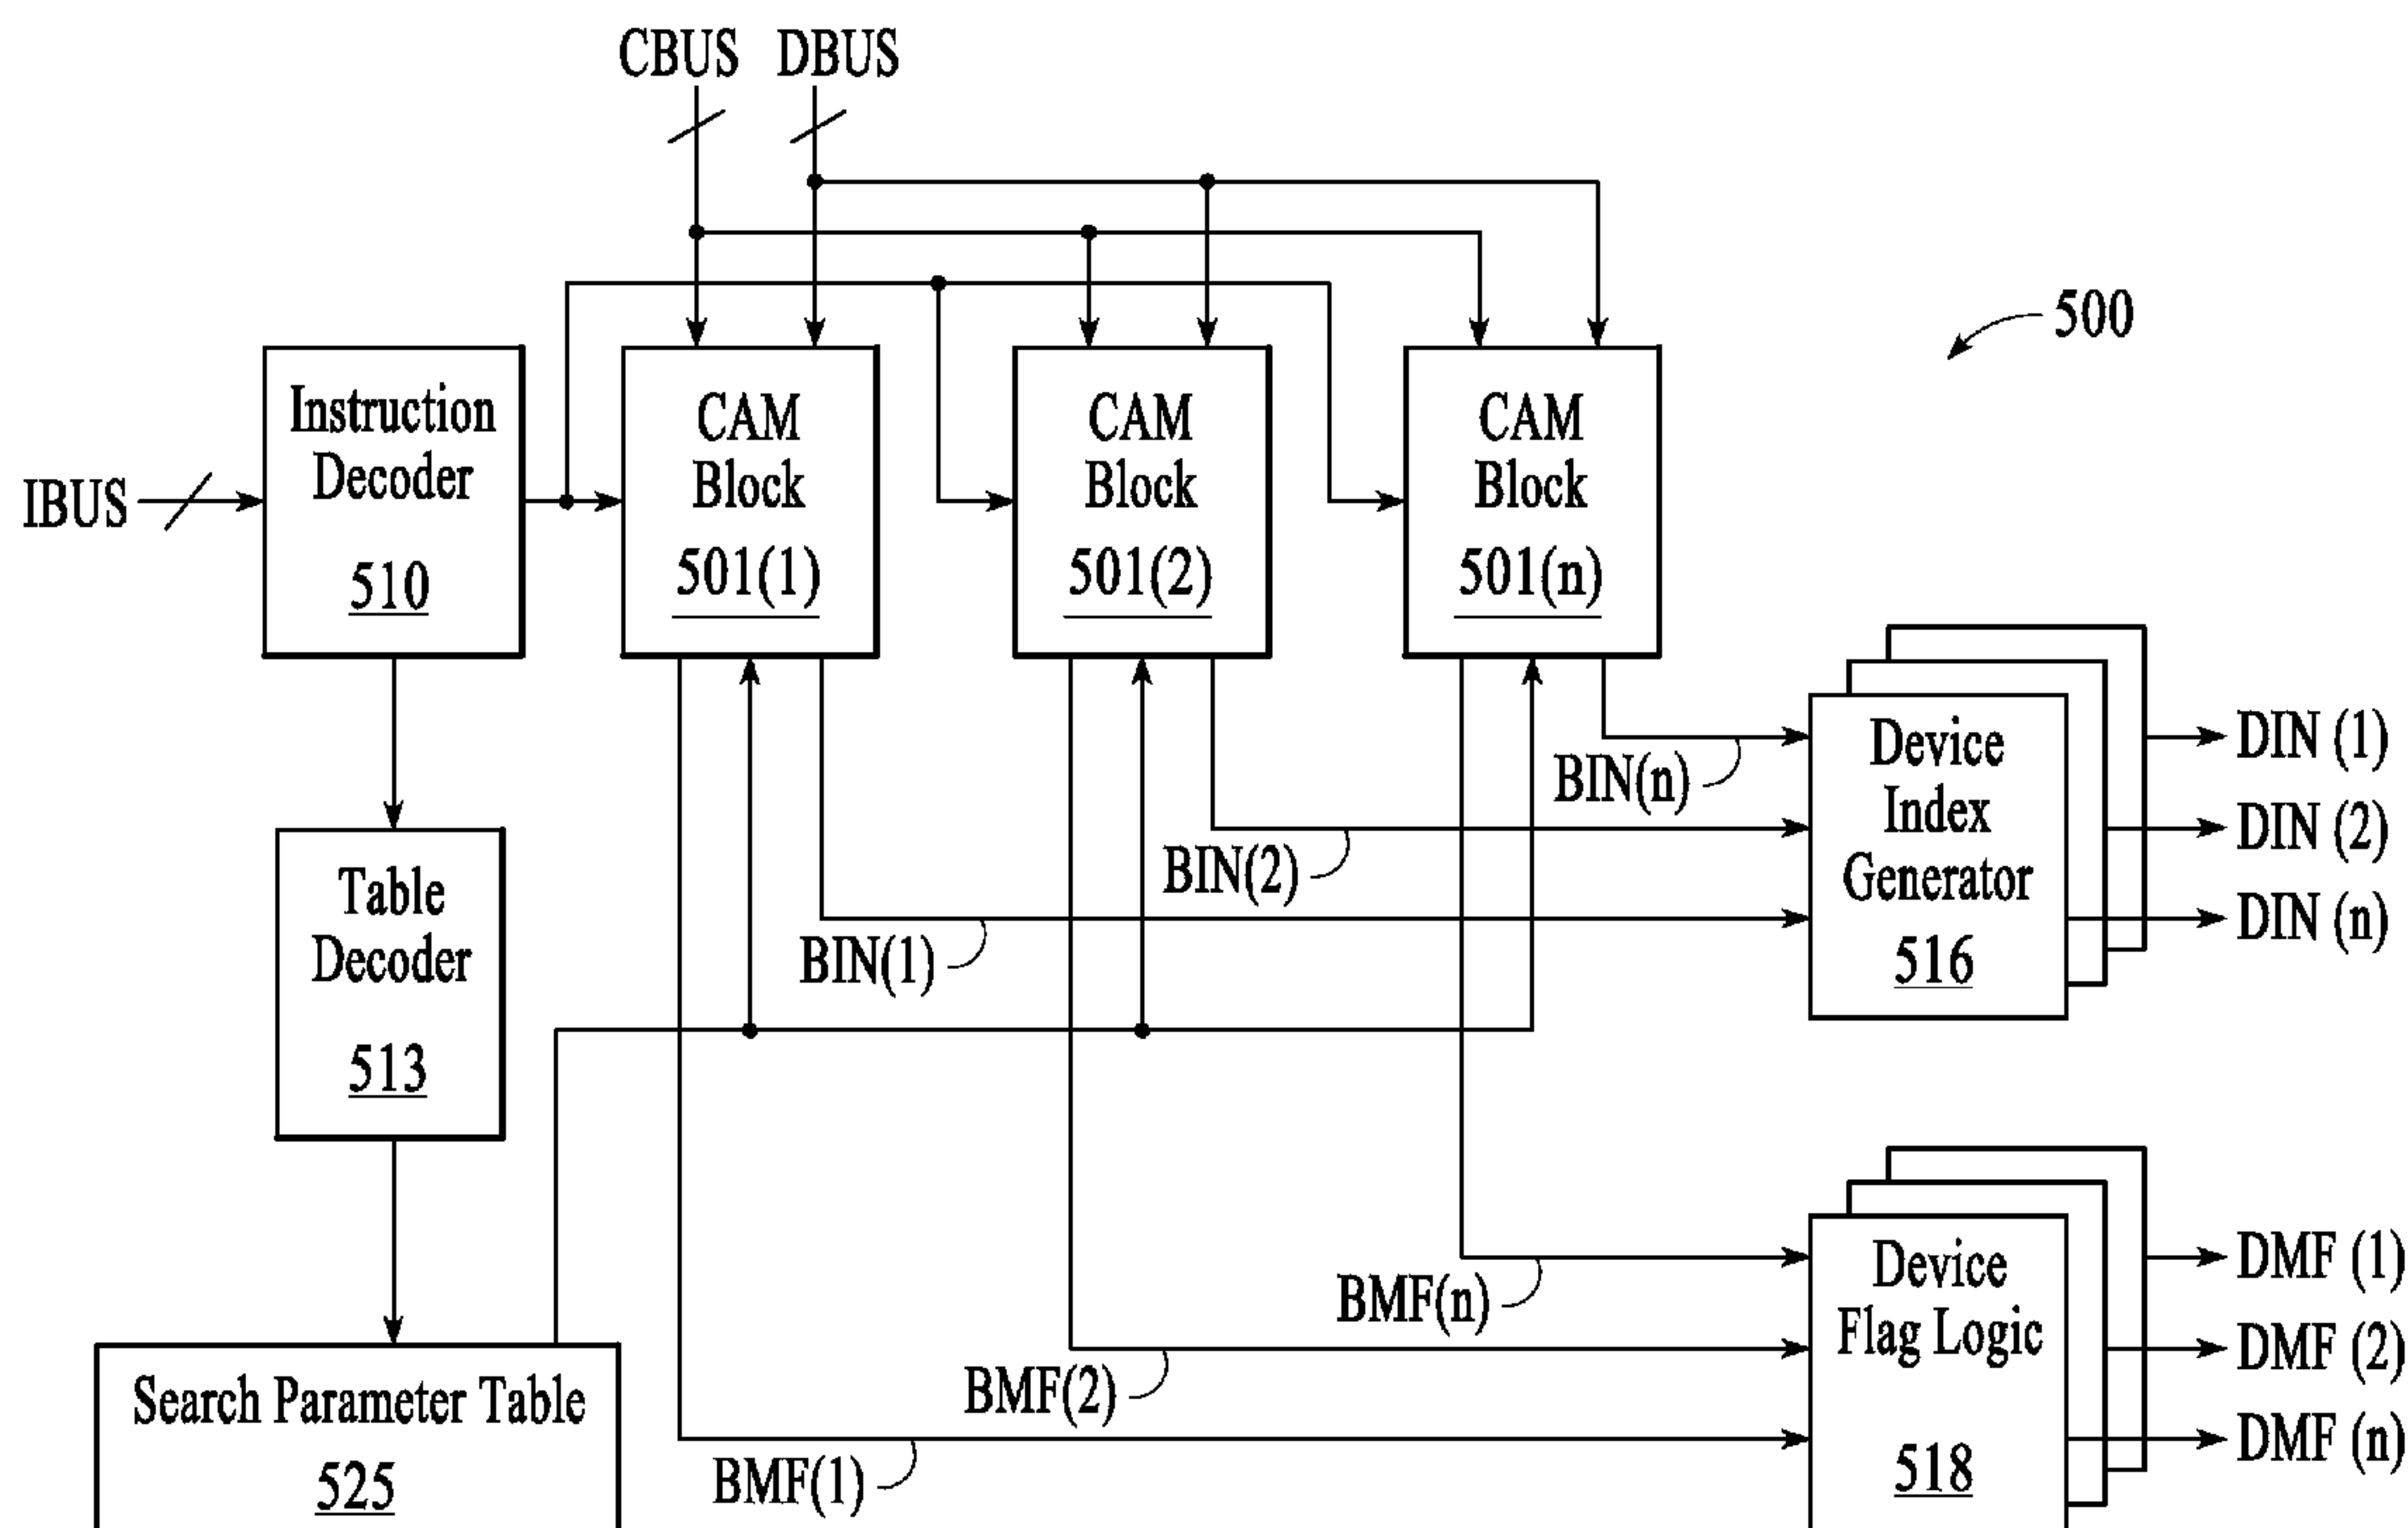 CBUS DBUS
500
IBUS
Instruction
Decoder
510
CAM
Block
501(1)
CAM
Block
501(2)
CAM
Block
501(n)
Table
Decoder
513
Search Parameter Table
525
BIN(n)
BIN(2)
BIN(1)
BMF(n)
BMF(2)
BMF(1)
Device
Index
Generator
516
DIN (1)
DIN (2)
DIN (n)
Device
Flag Logic
518
DMF (1)
DMF (2)
DMF (n)